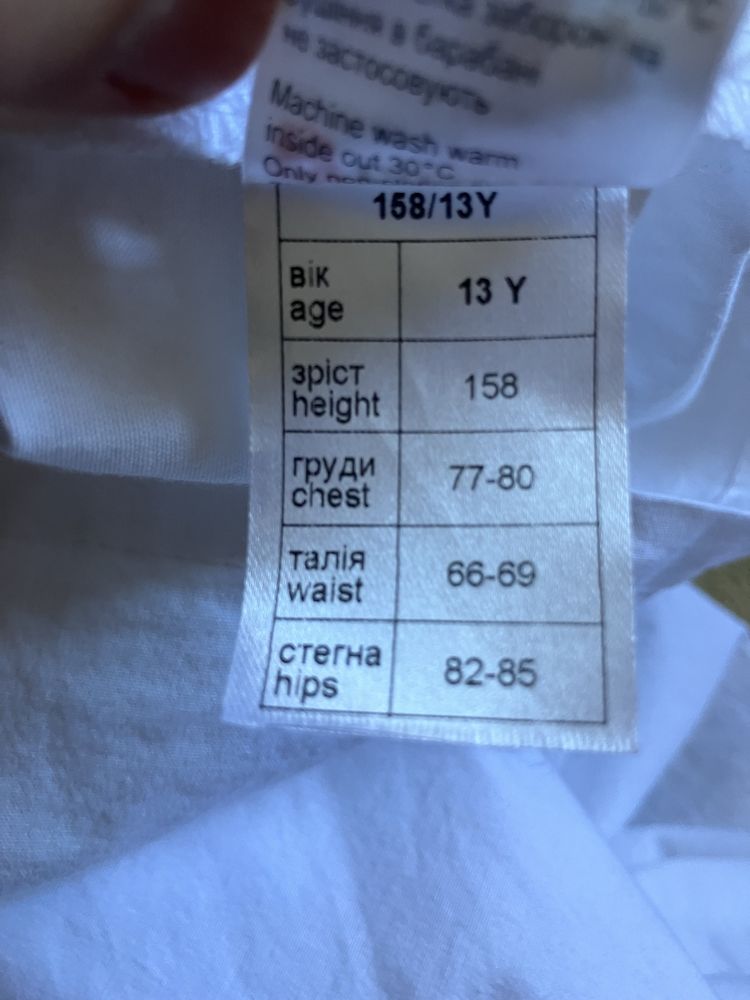 в барабані
не застосовують
Machine wash warm
inside out 30°C
Only
158/13Y
вік
age
13 Y
зріст
height
158
груди
chest
77-80
талія
waist
66-69
стегна
hips
82-85